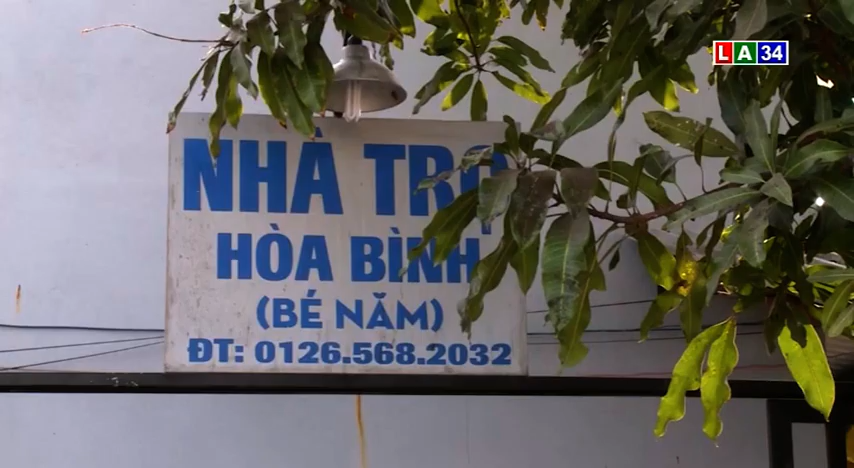 LA34
NHÀ TRỌ
HÒA BÌNH
(BÉ NĂM)
ĐT: 0126.568.2032